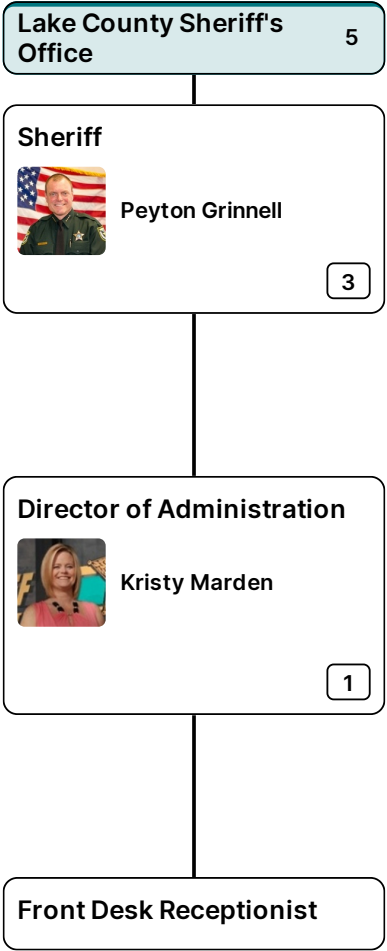 Lake County Sheriff's
Office
5
Sheriff
Peyton Grinnell
3
Director of Administration
Kristy Marden
1
Front Desk Receptionist